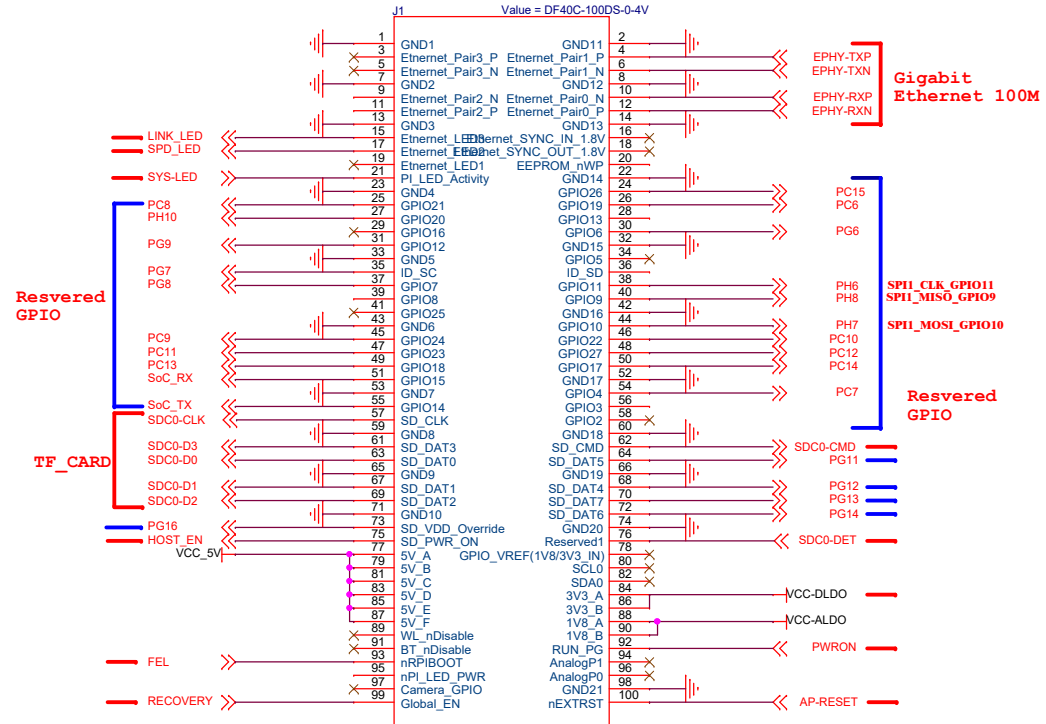 J1 Value = DF40C-100DS-0-4V
1 GND1 GND11 2
3 Etnernet_Pair3_P Etnernet_Pair1_P 4 EPHY-TXP
5 Etnernet_Pair3_N Etnernet_Pair1_N 6 EPHY-TXN
7 GND2 GND12 8
Gigabit
Ethernet 100M
9 Etnernet_Pair2_N Etnernet_Pair0_N 10 EPHY-RXP
11 Etnernet_Pair2_P Etnernet_Pair0_P 12 EPHY-RXN
13 GND3 GND13 14
LINK_LED 15 Etnernet_LED3 Ethernet_SYNC_IN_1.8V 16
SPD_LED 17 Etnernet_LED2 Ethernet_SYNC_OUT_1.8V 18
19 Etnernet_LED1 EEPROM_nWP 20
SYS-LED 21 PI_LED_Activity GND14 22
23 GND4 GPIO26 24 PC15
PC8 25 GPIO21 GPIO19 26 PC6
PH10 27 GPIO20 GPIO13 28
29 GPIO16 GPIO6 30 PG6
PG9 31 GPIO12 GND15 32
33 GND5 GPIO5 34
PG7 35 ID_SC ID_SD 36
PG8 37 GPIO7 GPIO11 38 PH6 SPI1_CLK_GPIO11
Resvered
GPIO
39 GPIO8 GPIO9 40 PH8 SPI1_MISO_GPIO9
41 GPIO25 GND16 42
43 GND6 GPIO10 44 PH7 SPI1_MOSI_GPIO10
PC9 45 GPIO24 GPIO22 46 PC10
PC11 47 GPIO23 GPIO27 48 PC12
PC13 49 GPIO18 GPIO17 50 PC14
SoC_RX 51 GPIO15 GND17 52
53 GND7 GPIO4 54 PC7
Resvered
GPIO
SoC_TX 55 GPIO14 GPIO3 56
SDC0-CLK 57 SD_CLK GPIO2 58
59 GND8 GND18 60
SDC0-D3 61 SD_DAT3 SD_CMD 62 SDC0-CMD
TF_CARD
SDC0-D0 63 SD_DAT0 SD_DAT5 64 PG11
65 GND9 GND19 66
SDC0-D1 67 SD_DAT1 SD_DAT4 68 PG12
SDC0-D2 69 SD_DAT2 SD_DAT7 70 PG13
71 GND10 SD_DAT6 72 PG14
PG16 73 SD_VDD_Override GND20 74
HOST_EN 75 SD_PWR_ON Reserved1 76 SDC0-DET
VCC_5V 77 5V_A GPIO_VREF(1V8/3V3_IN) 78
79 5V_B SCL0 80
81 5V_C SDA0 82
83 5V_D 3V3_A 84 VCC-DLDO
85 5V_E 3V3_B 86
87 5V_F 1V8_A 88 VCC-ALDO
89 WL_nDisable 1V8_B 90
91 BT_nDisable RUN_PG 92 PWRON
FEL 93 nRPIBOOT AnalogP1 94
95 nPI_LED_PWR AnalogP0 96
97 Camera_GPIO GND21 98
RECOVERY 99 Global_EN nEXTRST 100 AP-RESET